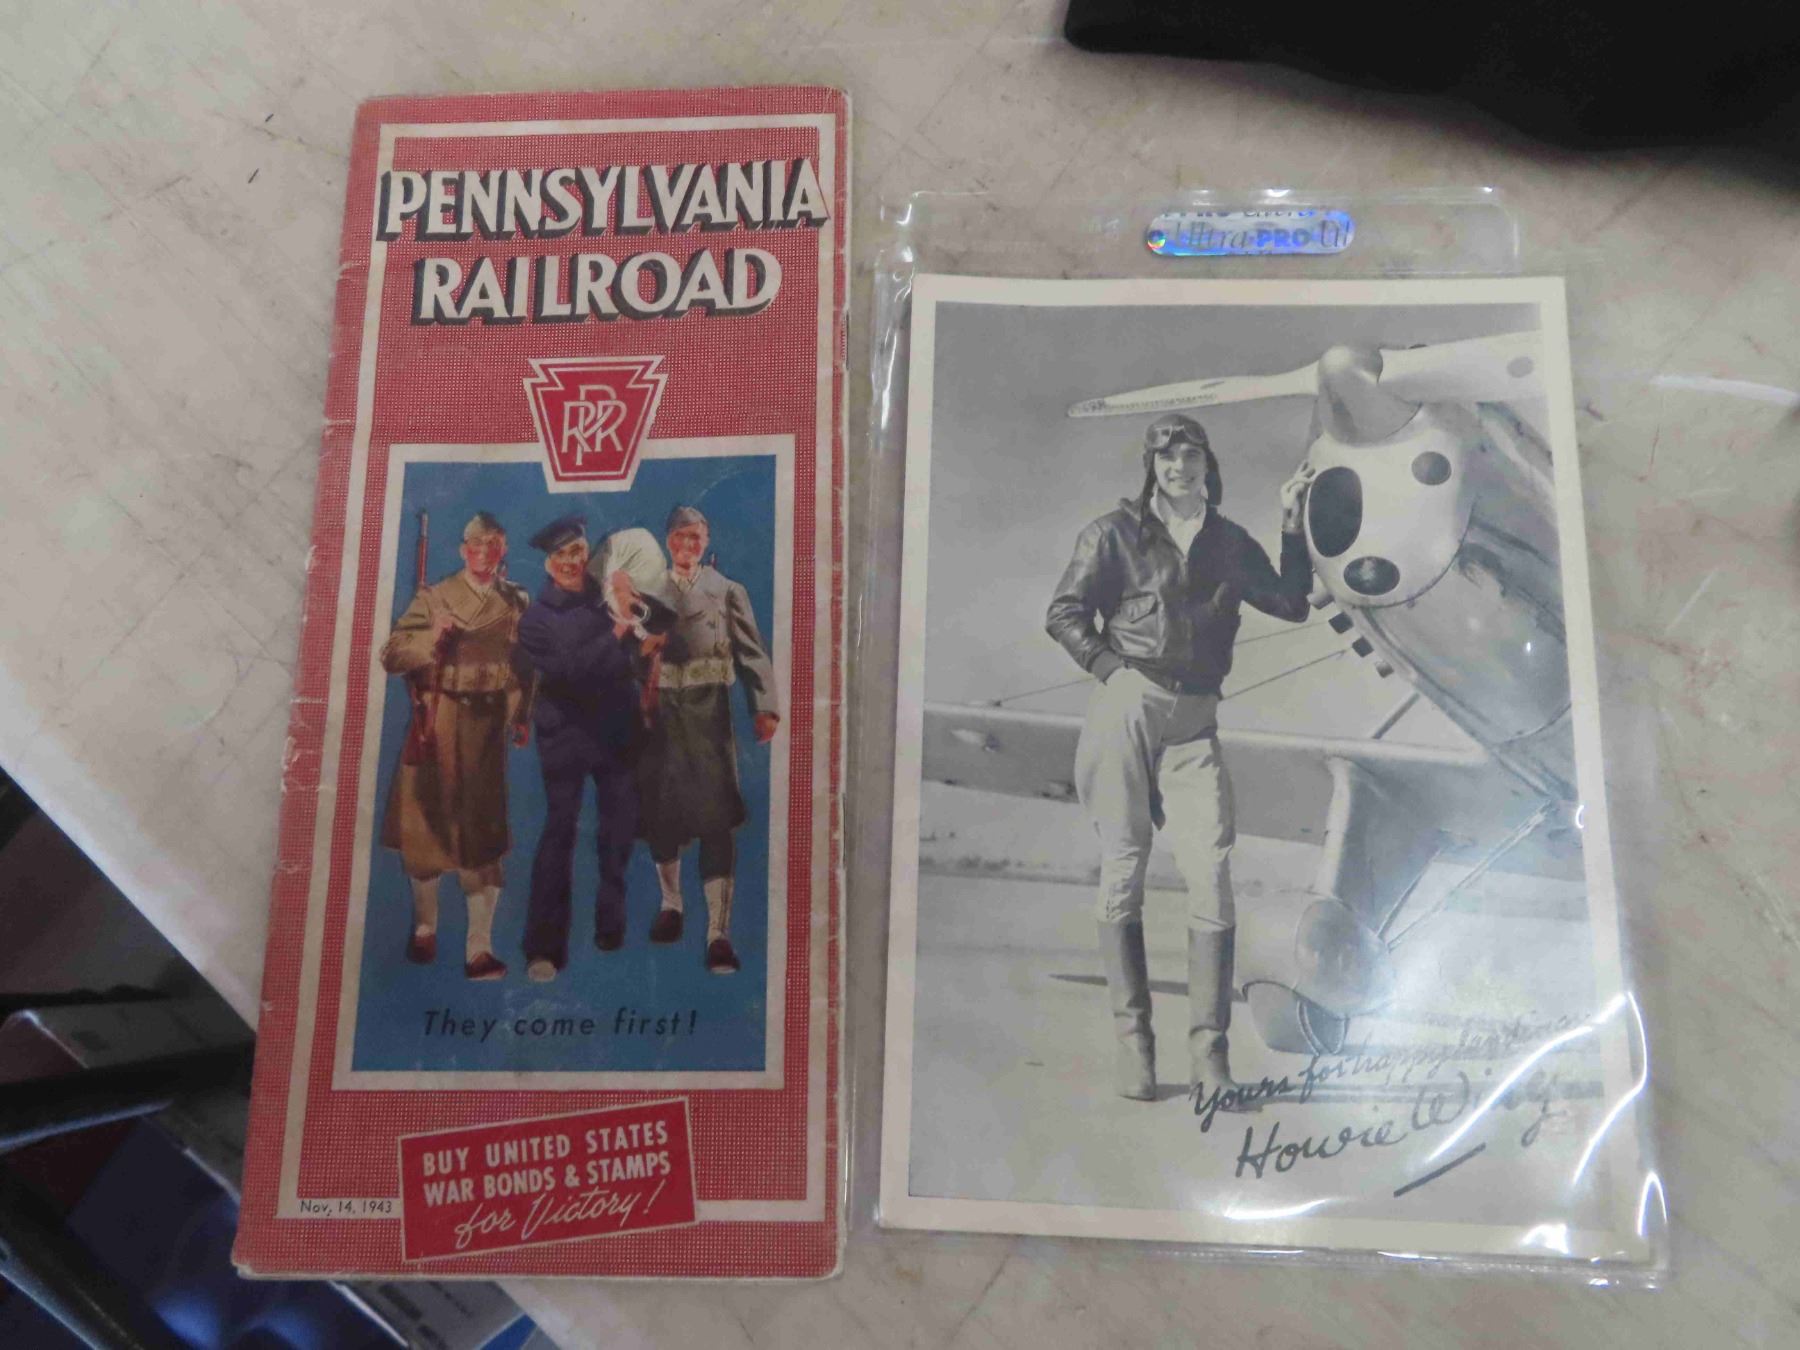 PENNSYLVANIA
RAILROAD
PRR
They come first!
BUY UNITED STATES
WAR BONDS & STAMPS
for Victory!
Nov. 14, 1943
Ultra•PRO Ul
Yours for happy landings
Howie Wing